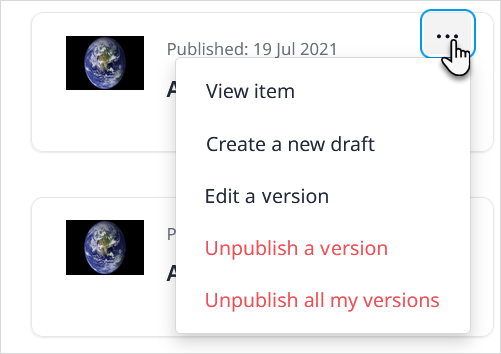 Published: 19 Jul 2021
...
View item
Create a new draft
Edit a version
Unpublish a version
Unpublish all my versions